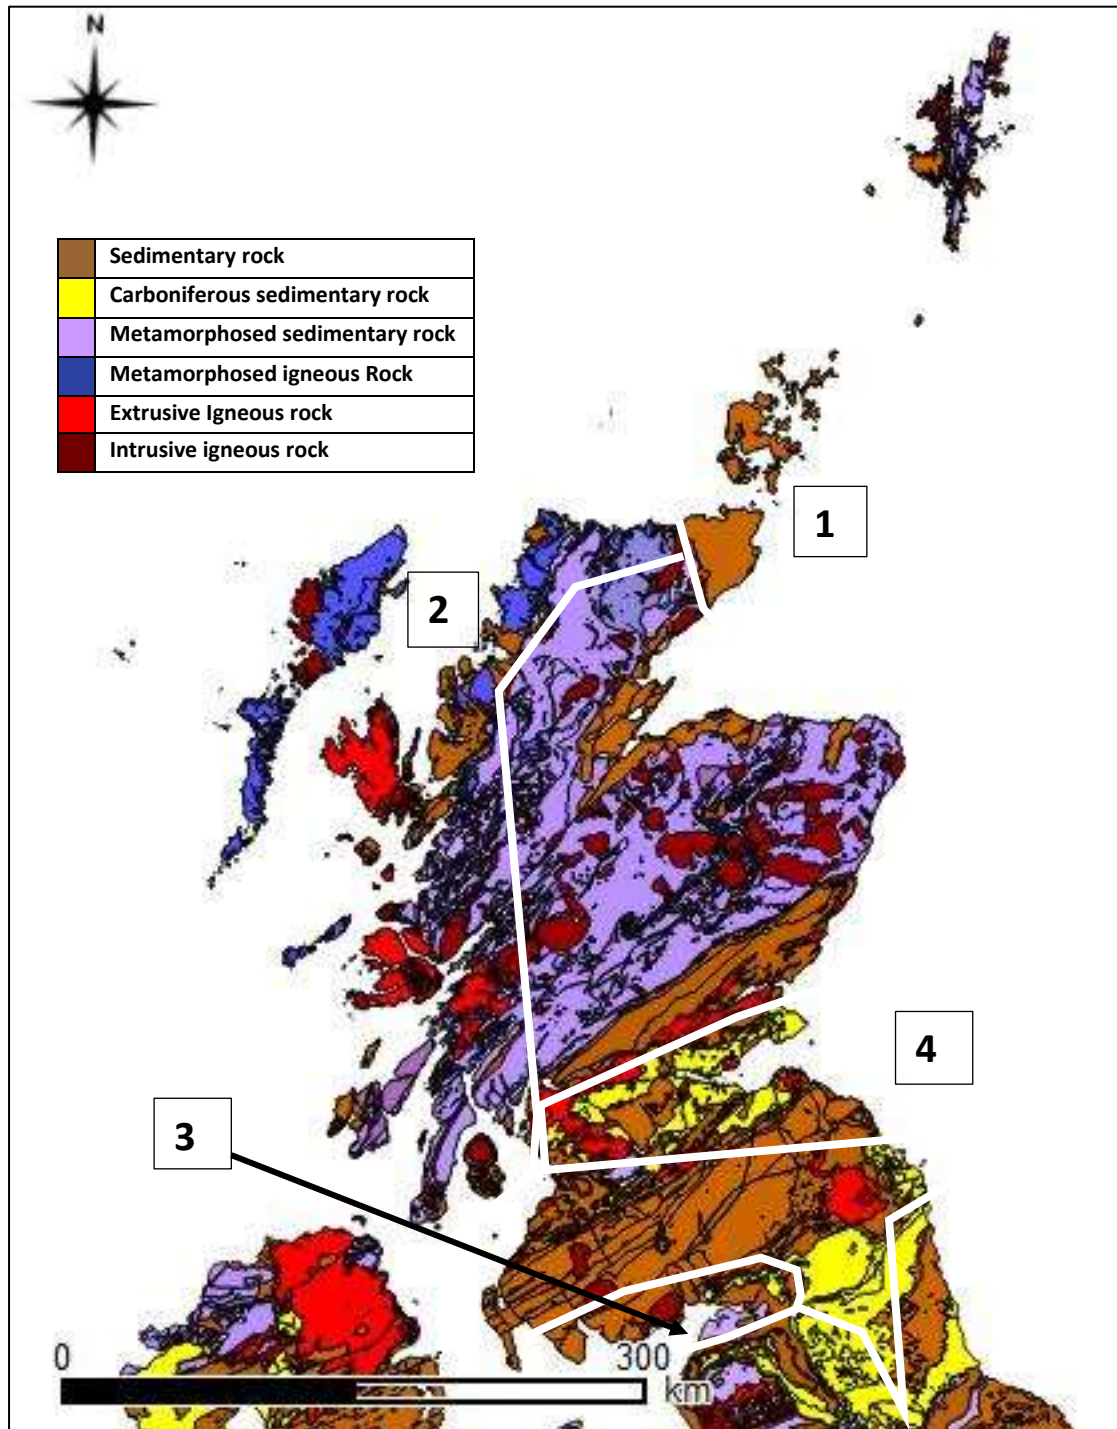 N
Sedimentary rock
Carboniferous sedimentary rock
Metamorphosed sedimentary rock
Metamorphosed igneous Rock
Extrusive Igneous rock
Intrusive igneous rock
1
2
4
3
0 300
km